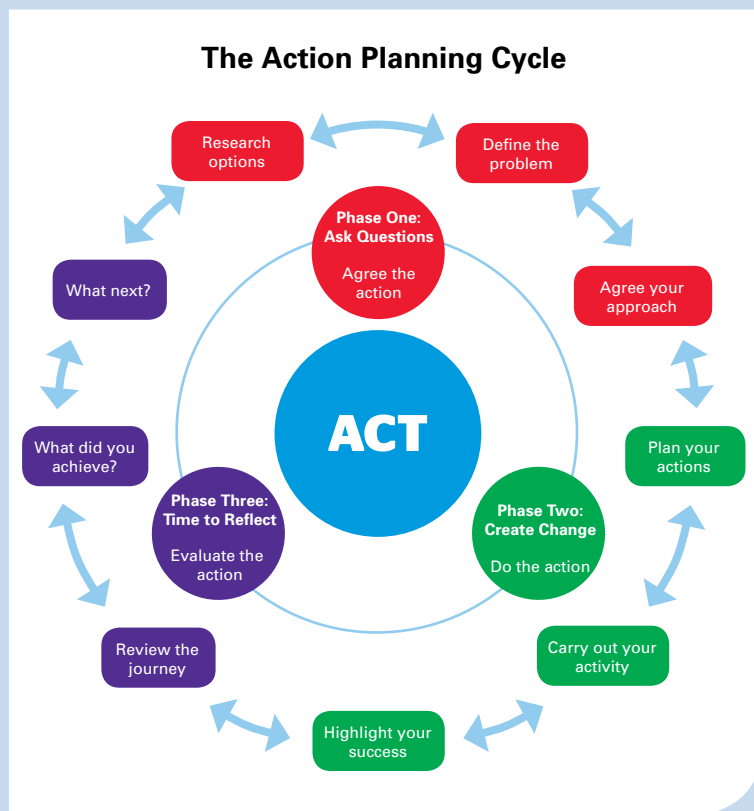 The Action Planning Cycle
Research
options
Define the
problem
Phase One:
Ask Questions
Agree the
action
What next?
Agree your
approach
ACT
What did you
achieve?
Plan your
actions
Phase Three:
Time to Reflect
Evaluate the
action
Phase Two:
Create Change
Do the action
Review the
journey
Carry out your
activity
Highlight your
success